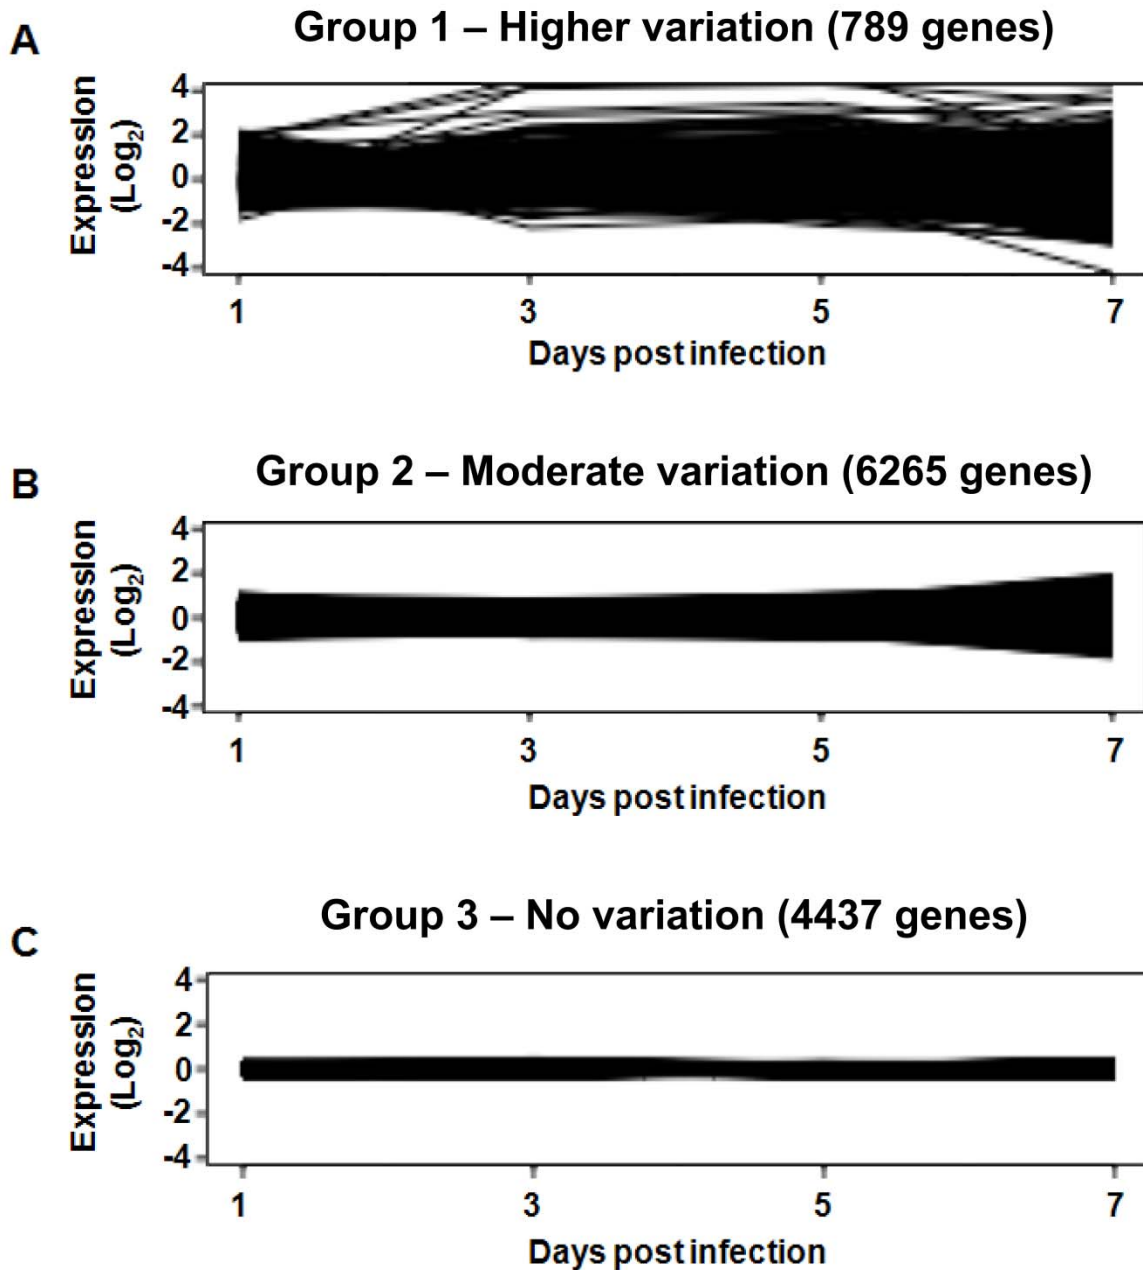 A
Group 1 – Higher variation (789 genes)
Expression
(Log₂)
4
2
0
-2
-4
1 3 5 7
Days post infection
B
Group 2 – Moderate variation (6265 genes)
Expression
(Log₂)
4
2
0
-2
-4
1 3 5 7
Days post infection
C
Group 3 – No variation (4437 genes)
Expression
(Log₂)
4
2
0
-2
-4
1 3 5 7
Days post infection